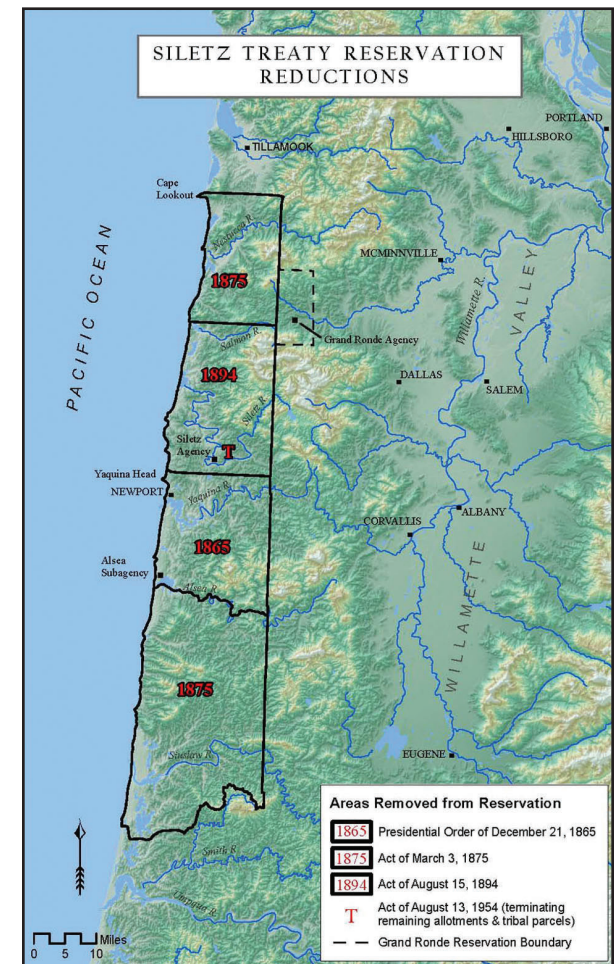 SILETZ TREATY RESERVATION
REDUCTIONS
PORTLAND
HILLSBORO
TILLAMOOK
Cape
Lookout
Nestucca R.
MCMINNVILLE
1875
Willamette R.
VALLEY
PACIFIC OCEAN
Salmon R.
Grand Ronde Agency
1894
DALLAS
SALEM
Siletz R.
Siletz
Agency
T
Yaquina Head
NEWPORT
Yaquina R.
ALBANY
CORVALLIS
1865
Alsea
Subagency
Alsea R.
WILLAMETTE
1875
Siuslaw R.
EUGENE
Smith R.
Umpqua R.
Areas Removed from Reservation
1865 Presidential Order of December 21, 1865
1875 Act of March 3, 1875
1894 Act of August 15, 1894
T Act of August 13, 1954 (terminating
remaining allotments & tribal parcels)
Grand Ronde Reservation Boundary
Miles
0 5 10